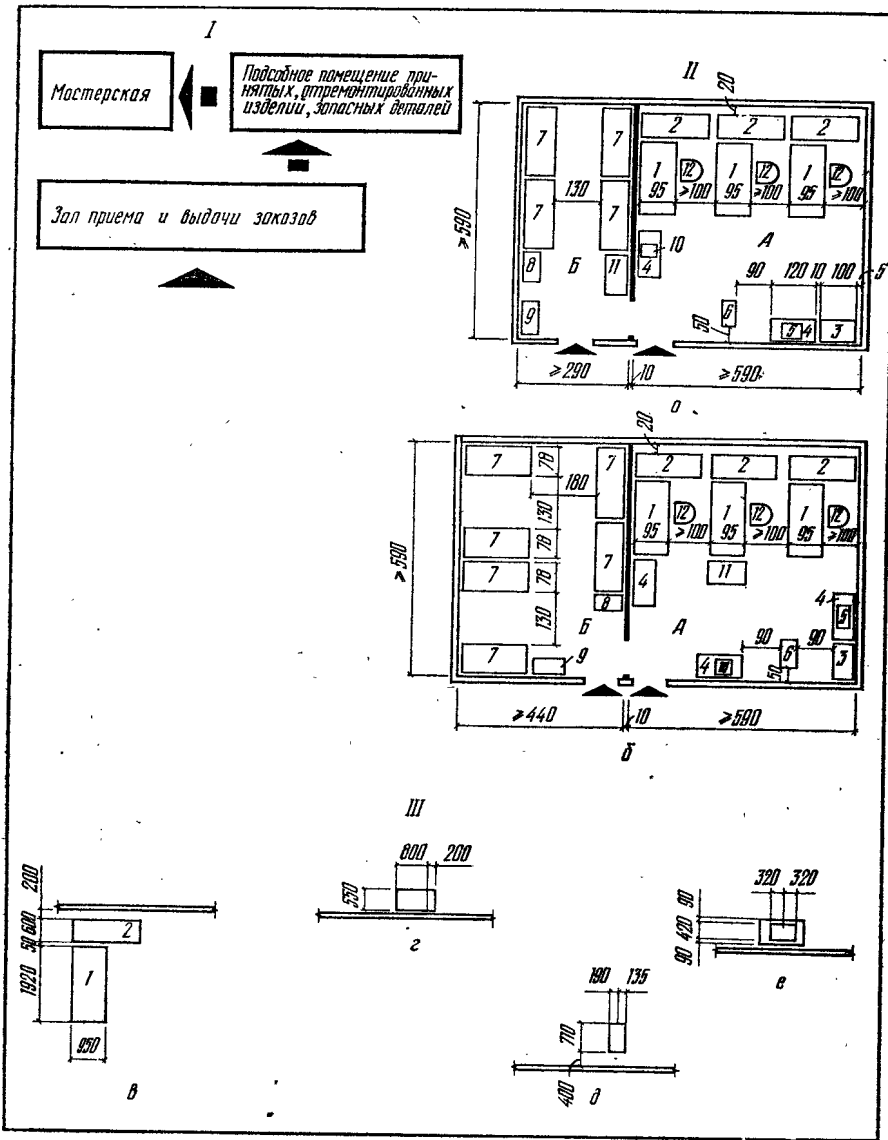 I
Мастерская
Подсобное помещение при-
нятых, отремонтированных
изделии, запасных деталей
Зал приема и выдачи заказов
II
20
7 7 2 2 2
1 12 1 12 1 12
95 ≥100 95 ≥100 95 ≥100
≥590
130
7 7
А
10
8 Б 11 4
90 120 10 100 5
9 6 50 5 4 3
≥290 10 ≥590
а
20
7 78 7 2 2 2
180
1 12 1 12 1 12
130
95 ≥100 95 ≥100 95 ≥100
≥590
7 78 7
7 78 4 11
8 4 5
130 Б А 90 6 90
7 9 4 10 50 3
≥440 10 ≥590
б
III
800 200
550
г
200
600 2
50
1920 1
950
в
320 320
90
420
90
е
190 135
710
400
д